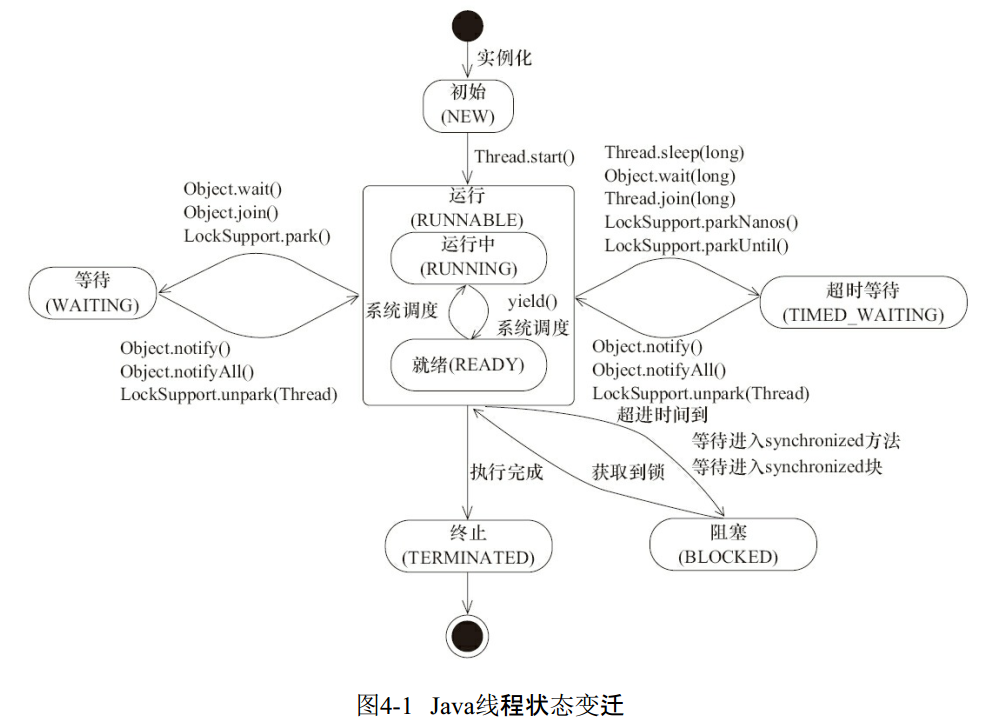 实例化
初始
(NEW)
Thread.start()
Object.wait()
Object.join()
LockSupport.park()
运行
(RUNNABLE)
运行中
(RUNNING)
系统调度
yield()
系统调度
就绪(READY)
Thread.sleep(long)
Object.wait(long)
Thread.join(long)
LockSupport.parkNanos()
LockSupport.parkUntil()
等待
(WAITING)
超时等待
(TIMED_WAITING)
Object.notify()
Object.notifyAll()
LockSupport.unpark(Thread)
Object.notify()
Object.notifyAll()
LockSupport.unpark(Thread)
超进时间到
等待进入synchronized方法
等待进入synchronized块
获取到锁
执行完成
终止
(TERMINATED)
阻塞
(BLOCKED)
图4-1 Java线程状态变迁